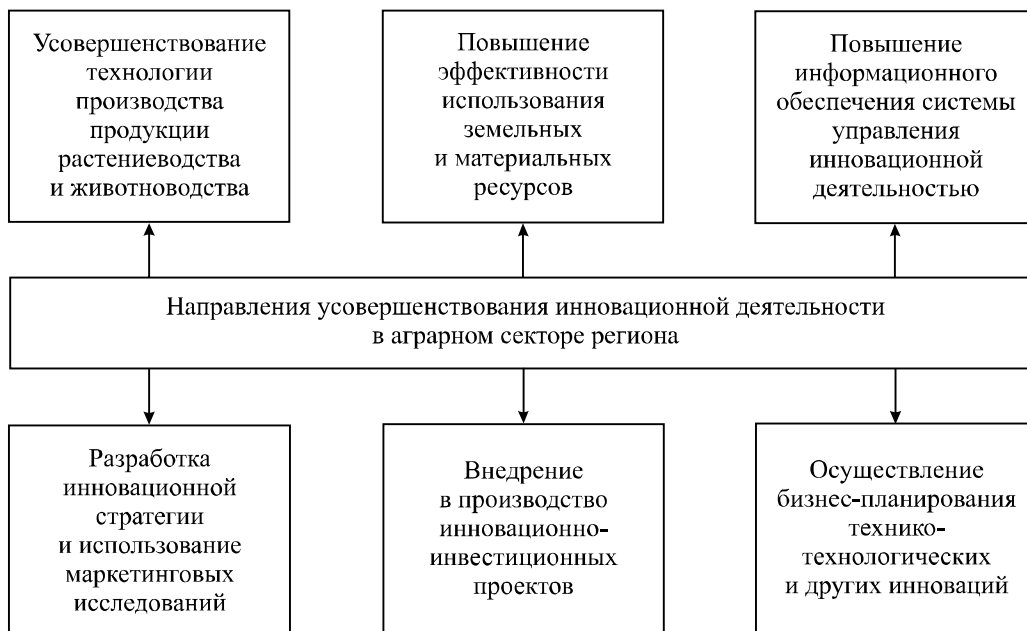 Усовершенствование
технологии
производства
продукции
растениеводства
и животноводства
Повышение
эффективности
использования
земельных
и материальных
ресурсов
Повышение
информационного
обеспечения системы
управления
инновационной
деятельностью
Направления усовершенствования инновационной деятельности
в аграрном секторе региона
Разработка
инновационной
стратегии
и использование
маркетинговых
исследований
Внедрение
в производство
инновационно-
инвестиционных
проектов
Осуществление
бизнес-планирования
технико-
технологических
и других инноваций